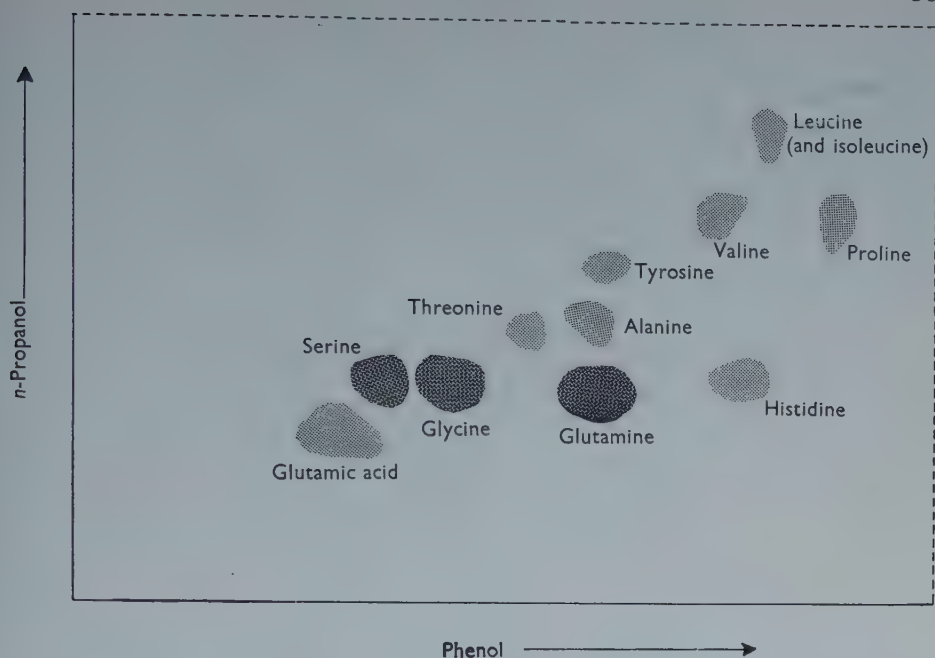 Leucine
(and isoleucine)
Valine
Proline
Tyrosine
Threonine
Alanine
Serine
Histidine
Glycine
Glutamine
Glutamic acid
n-Propanol
Phenol